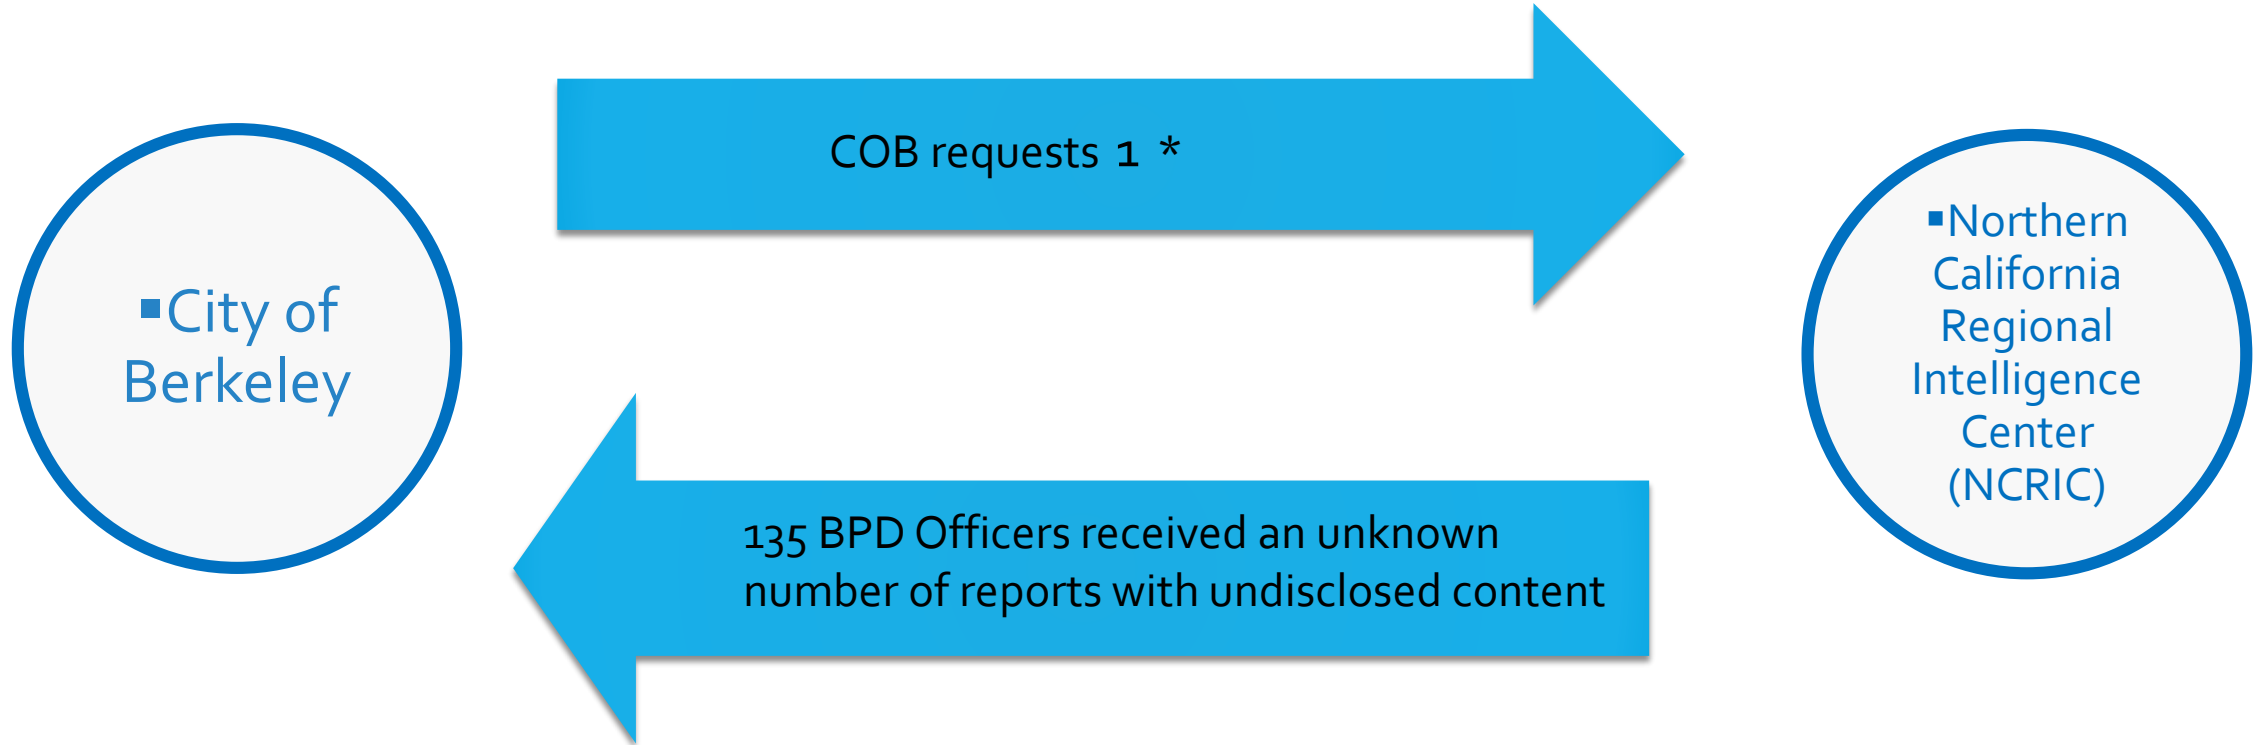 COB requests 1 *
▪City of
Berkeley
▪Northern
California
Regional
Intelligence
Center
(NCRIC)
135 BPD Officers received an unknown
number of reports with undisclosed content